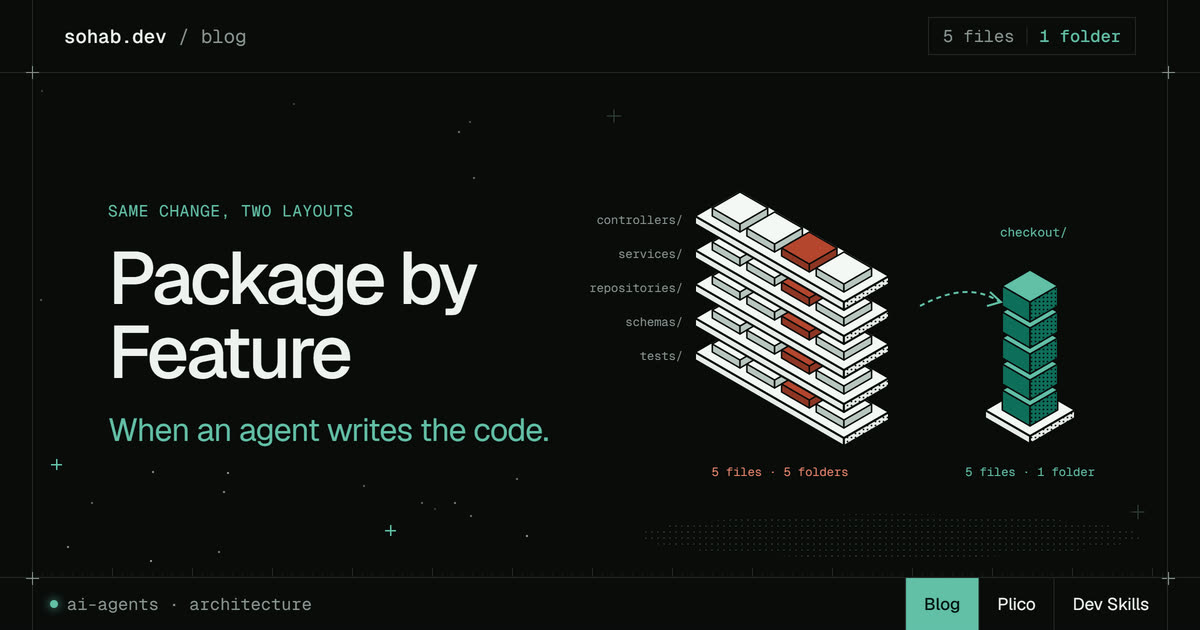 sohab.dev / blog
5 files 1 folder
SAME CHANGE, TWO LAYOUTS
Package by
Feature
When an agent writes the code.
controllers/
services/
repositories/
schemas/
tests/
checkout/
5 files · 5 folders
5 files · 1 folder
ai-agents · architecture
Blog
Plico
Dev Skills